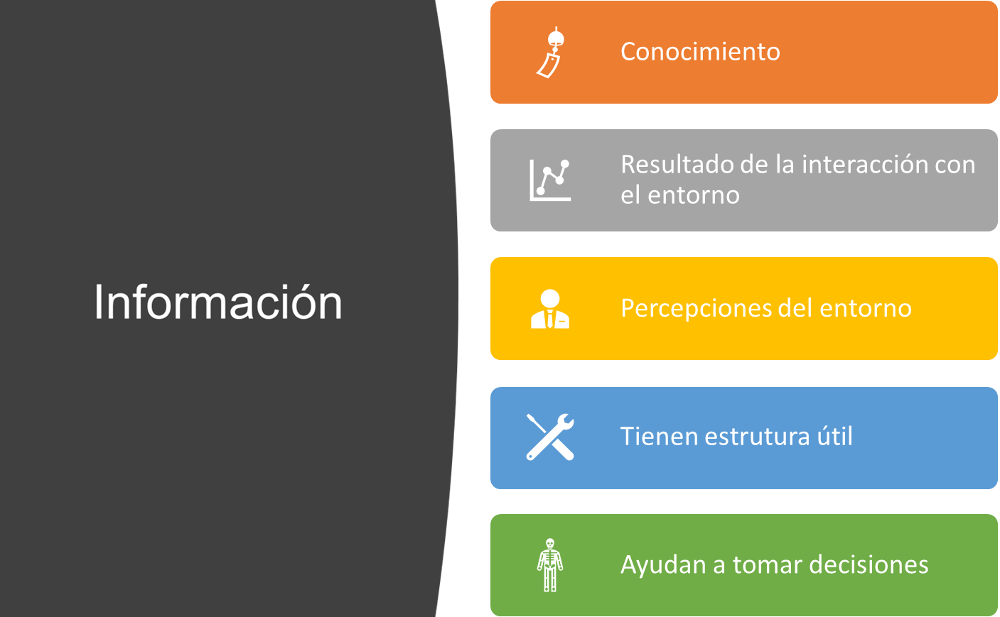 Información
Conocimiento
Resultado de la interacción con
el entorno
Percepciones del entorno
Tienen estrutura útil
Ayudan a tomar decisiones